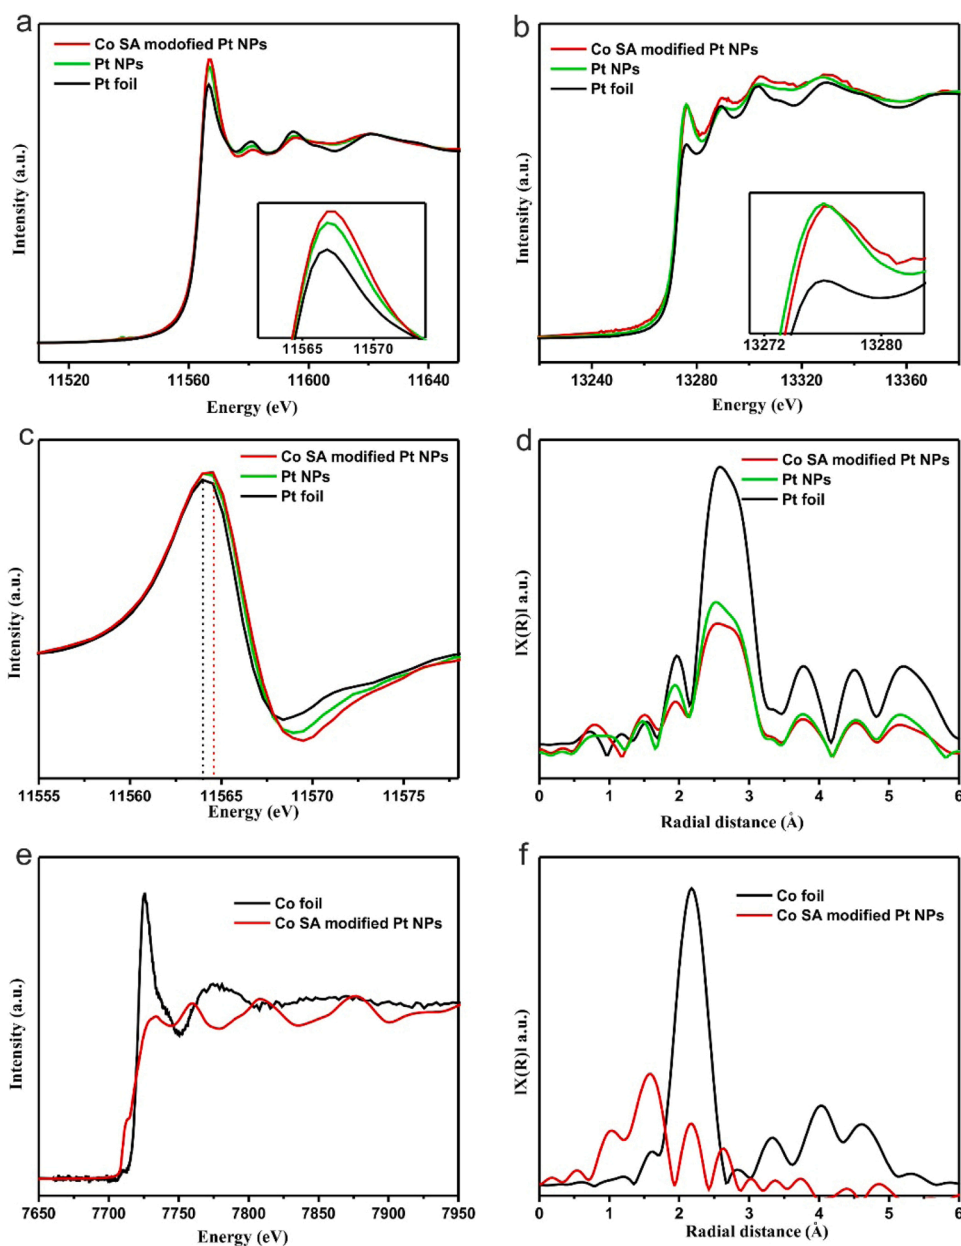 a
Co SA modofied Pt NPs
Pt NPs
Pt foil
Intensity (a.u.)
11565 11570
11520 11560 11600 11640
Energy (eV)
b
Co SA modified Pt NPs
Pt NPs
Pt foil
Intensity (a.u.)
13272 13280
13240 13280 13320 13360
Energy (eV)
c
Co SA modified Pt NPs
Pt NPs
Pt foil
Intensity (a.u.)
11555 11560 11565 11570 11575
Energy (eV)
d
Co SA modified Pt NPs
Pt NPs
Pt foil
IX(R)l a.u.)
0 1 2 3 4 5 6
Radial distance (Å)
e
Co foil
Co SA modified Pt NPs
Intensity (a.u.)
7650 7700 7750 7800 7850 7900 7950
Energy (eV)
f
Co foil
Co SA modified Pt NPs
IX(R)l a.u.)
0 1 2 3 4 5 6
Radial distance (Å)